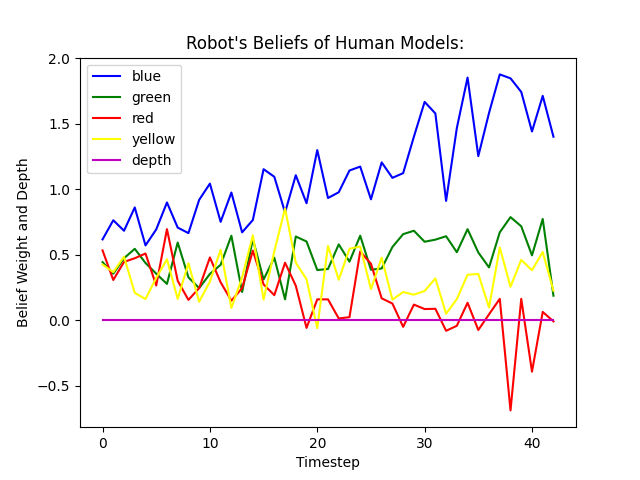 Robot's Beliefs of Human Models:
blue
green
red
yellow
depth
2.0
1.5
1.0
0.5
0.0
−0.5
Belief Weight and Depth
0
10
20
30
40
Timestep